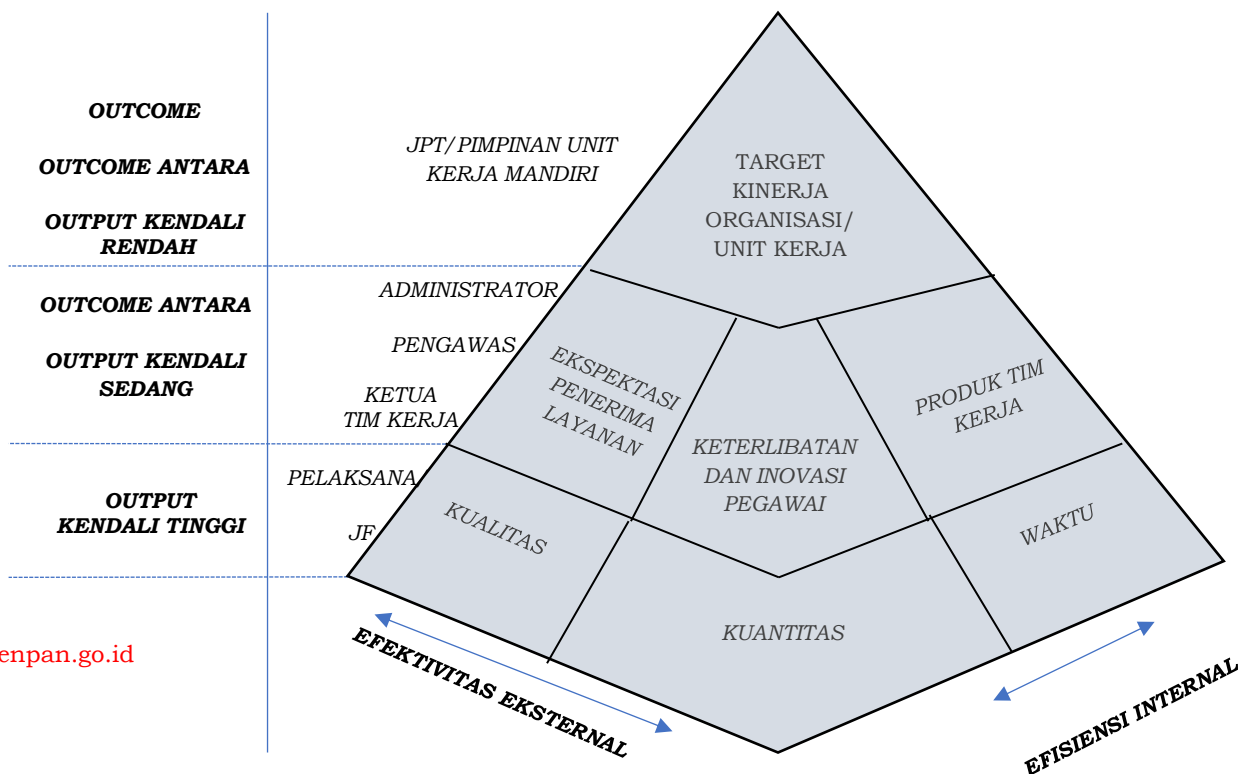 OUTCOME
OUTCOME ANTARA
OUTPUT KENDALI
RENDAH
JPT/PIMPINAN UNIT
KERJA MANDIRI
TARGET
KINERJA
ORGANISASI/
UNIT KERJA
OUTCOME ANTARA
OUTPUT KENDALI
SEDANG
ADMINISTRATOR
PENGAWAS
KETUA
TIM KERJA
EKSPEKTASI
PENERIMA
LAYANAN
KETERLIBATAN
DAN INOVASI
PEGAWAI
PRODUK TIM
KERJA
OUTPUT
KENDALI TINGGI
PELAKSANA
JF
KUALITAS
KUANTITAS
WAKTU
EFEKTIVITAS EKSTERNAL
EFISIENSI INTERNAL
enpan.go.id